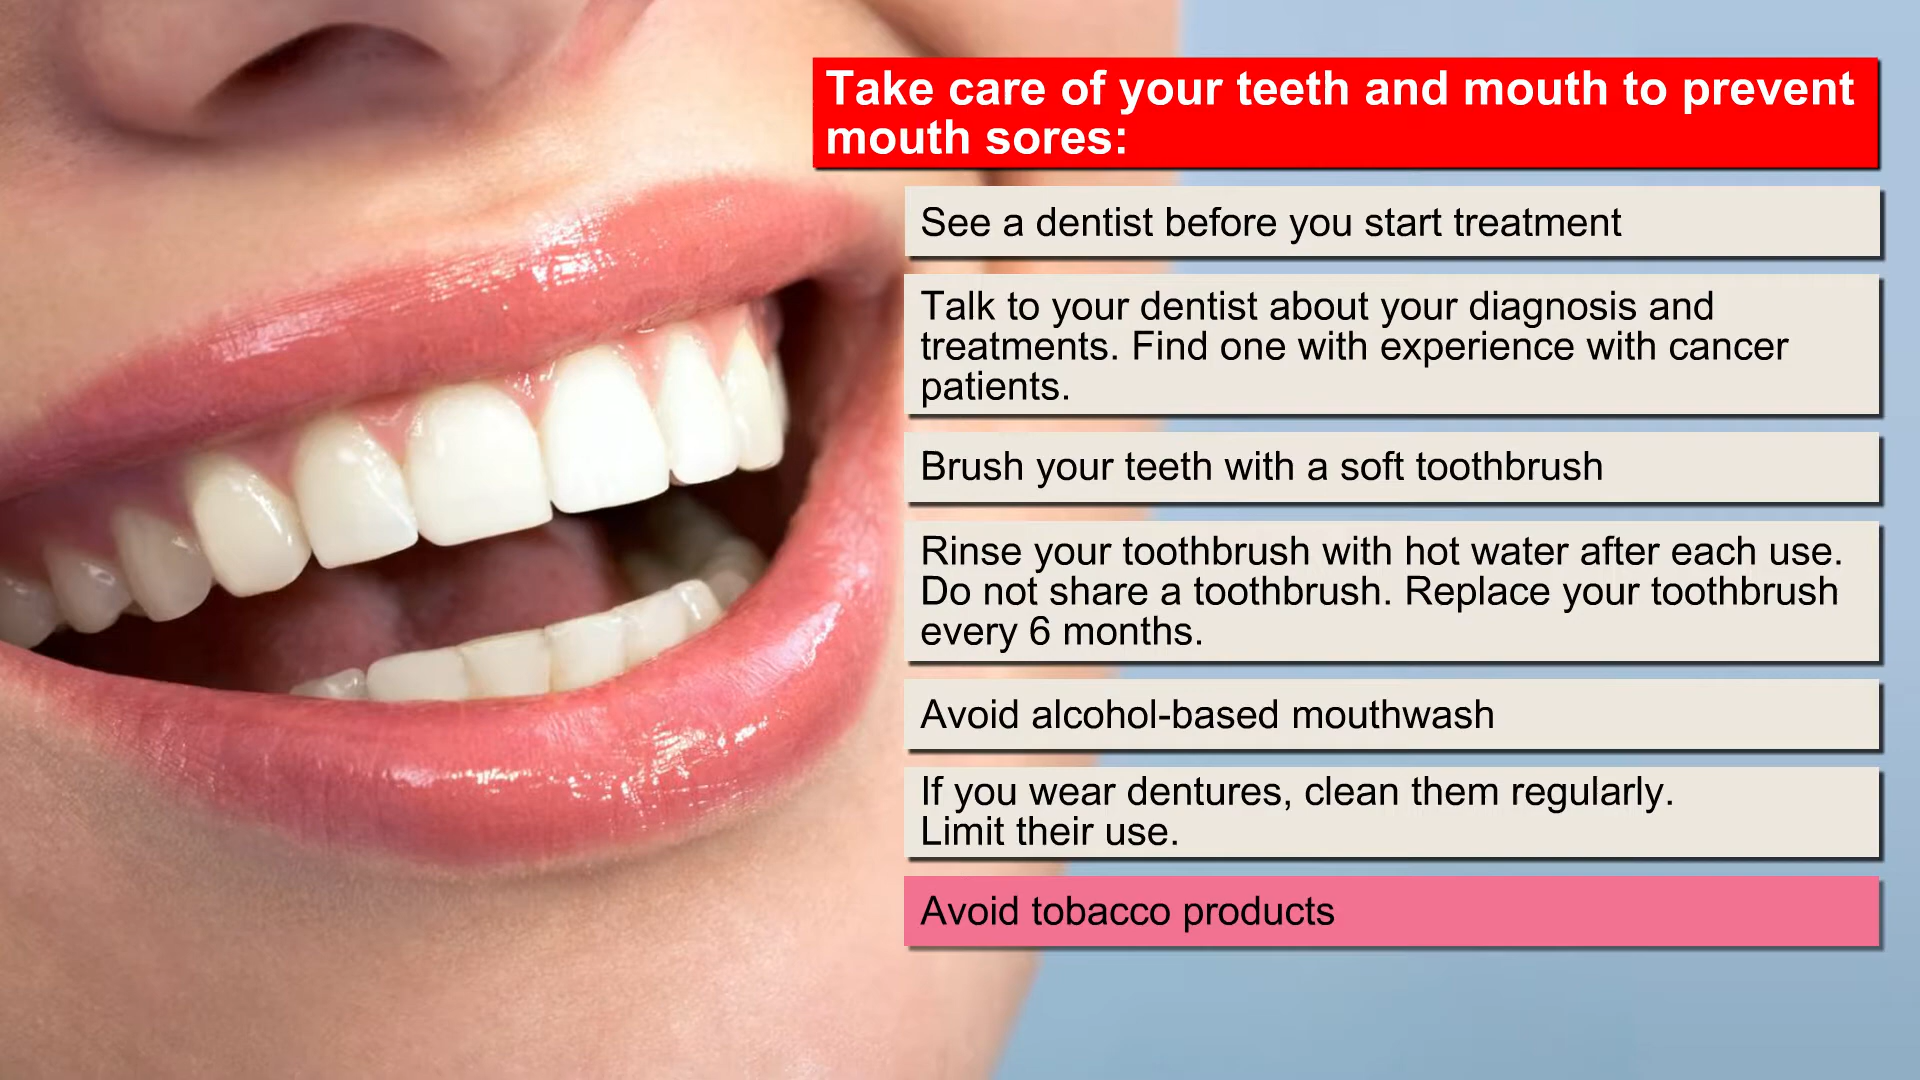 Take care of your teeth and mouth to prevent
mouth sores:
See a dentist before you start treatment
Talk to your dentist about your diagnosis and
treatments. Find one with experience with cancer
patients.
Brush your teeth with a soft toothbrush
Rinse your toothbrush with hot water after each use.
Do not share a toothbrush. Replace your toothbrush
every 6 months.
Avoid alcohol-based mouthwash
If you wear dentures, clean them regularly.
Limit their use.
Avoid tobacco products